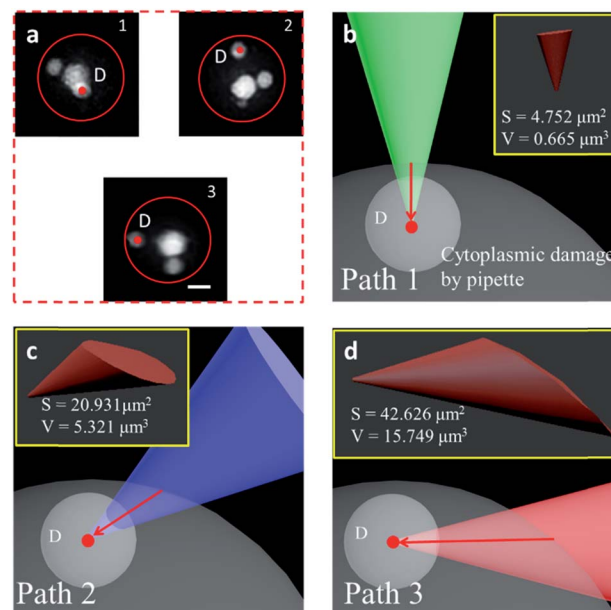 a
1
D
2
D
3
D
b
S = 4.752 μm²
V = 0.665 μm³
D
Cytoplasmic damage
by pipette
Path 1
c
S = 20.931μm²
V = 5.321 μm³
D
Path 2
d
S = 42.626 μm²
V = 15.749 μm³
D
Path 3